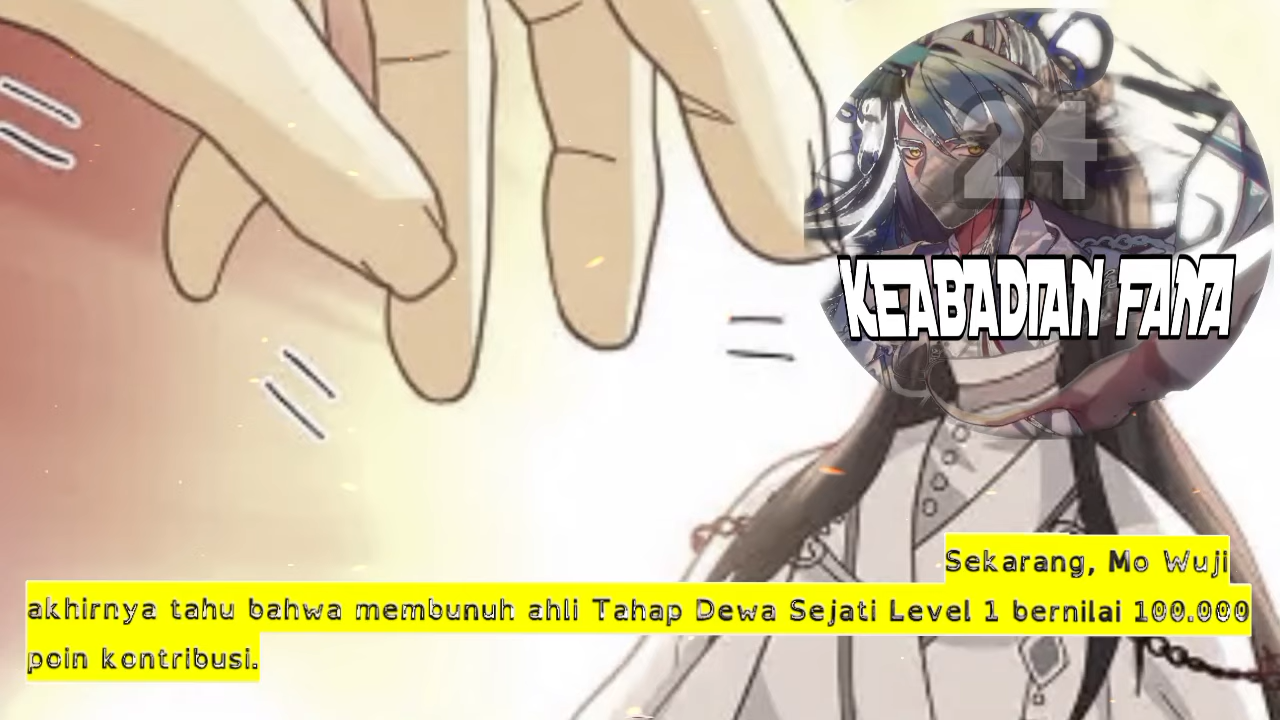 24
KEABADIAN FANA
Sekarang, Mo Wuji
akhirnya tahu bahwa membunuh ahli Tahap Dewa Sejati Level 1 bernilai 100.000
poin kontribusi.